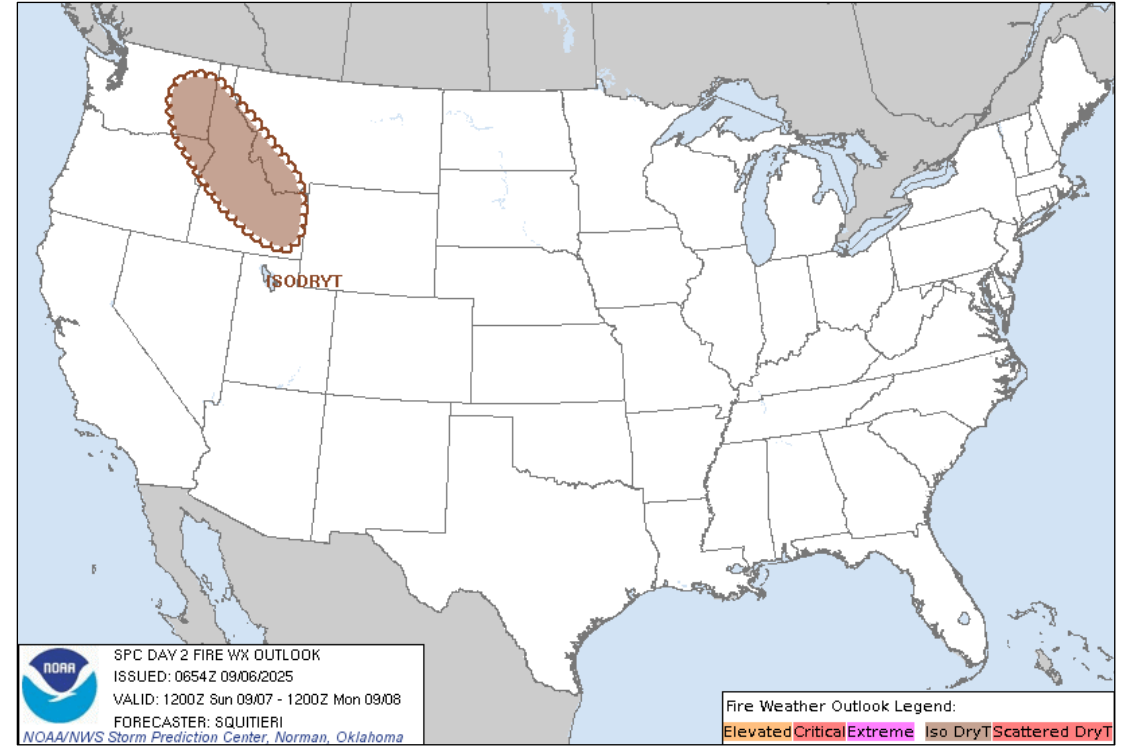 ISODRYT
NOAA
SPC DAY 2 FIRE WX OUTLOOK
ISSUED: 0654Z 09/06/2025
VALID: 1200Z Sun 09/07 - 1200Z Mon 09/08
FORECASTER: SQUITIERI
NOAA/NWS Storm Prediction Center, Norman, Oklahoma
Fire Weather Outlook Legend:
Elevated Critical Extreme Iso DryT Scattered DryT